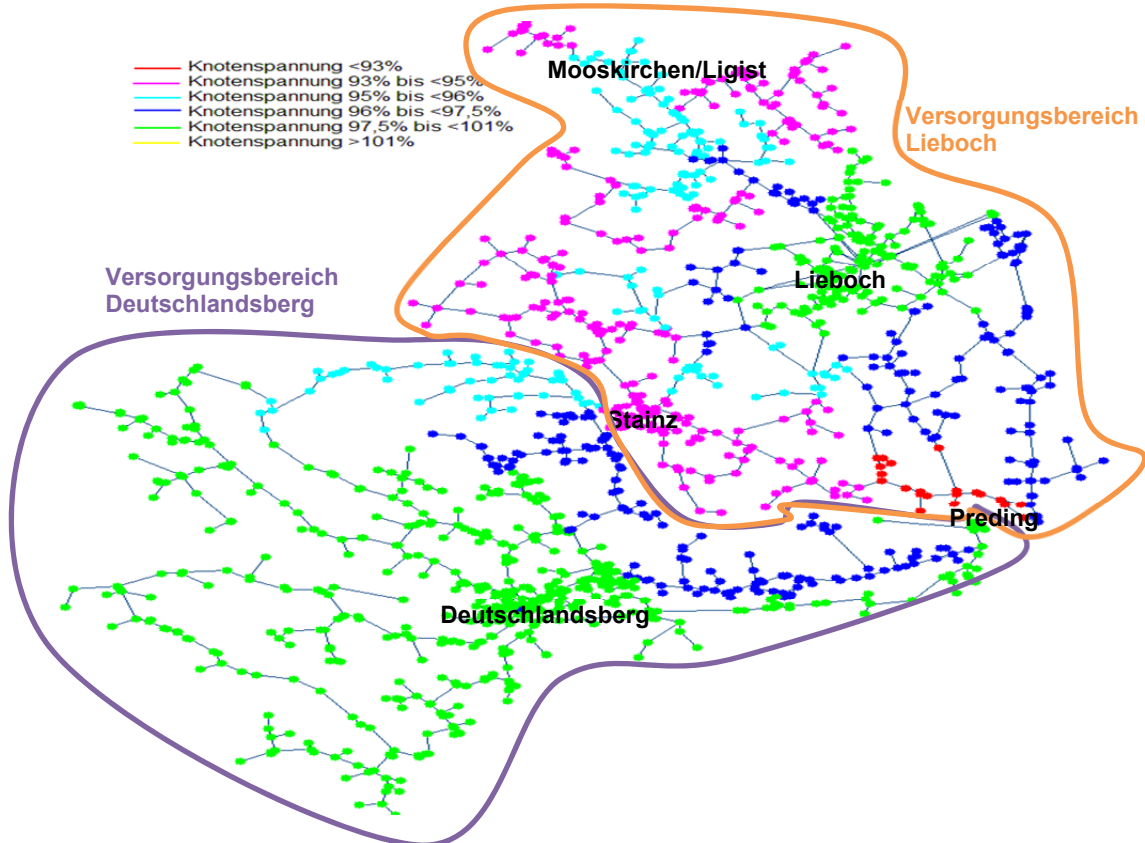 Knotenspannung <93%
Knotenspannung 93% bis <95%
Knotenspannung 95% bis <96%
Knotenspannung 96% bis <97,5%
Knotenspannung 97,5% bis <101%
Knotenspannung >101%
Mooskirchen/Ligist
Versorgungsbereich
Lieboch
Versorgungsbereich
Deutschlandsberg
Lieboch
Stainz
Preding
Deutschlandsberg